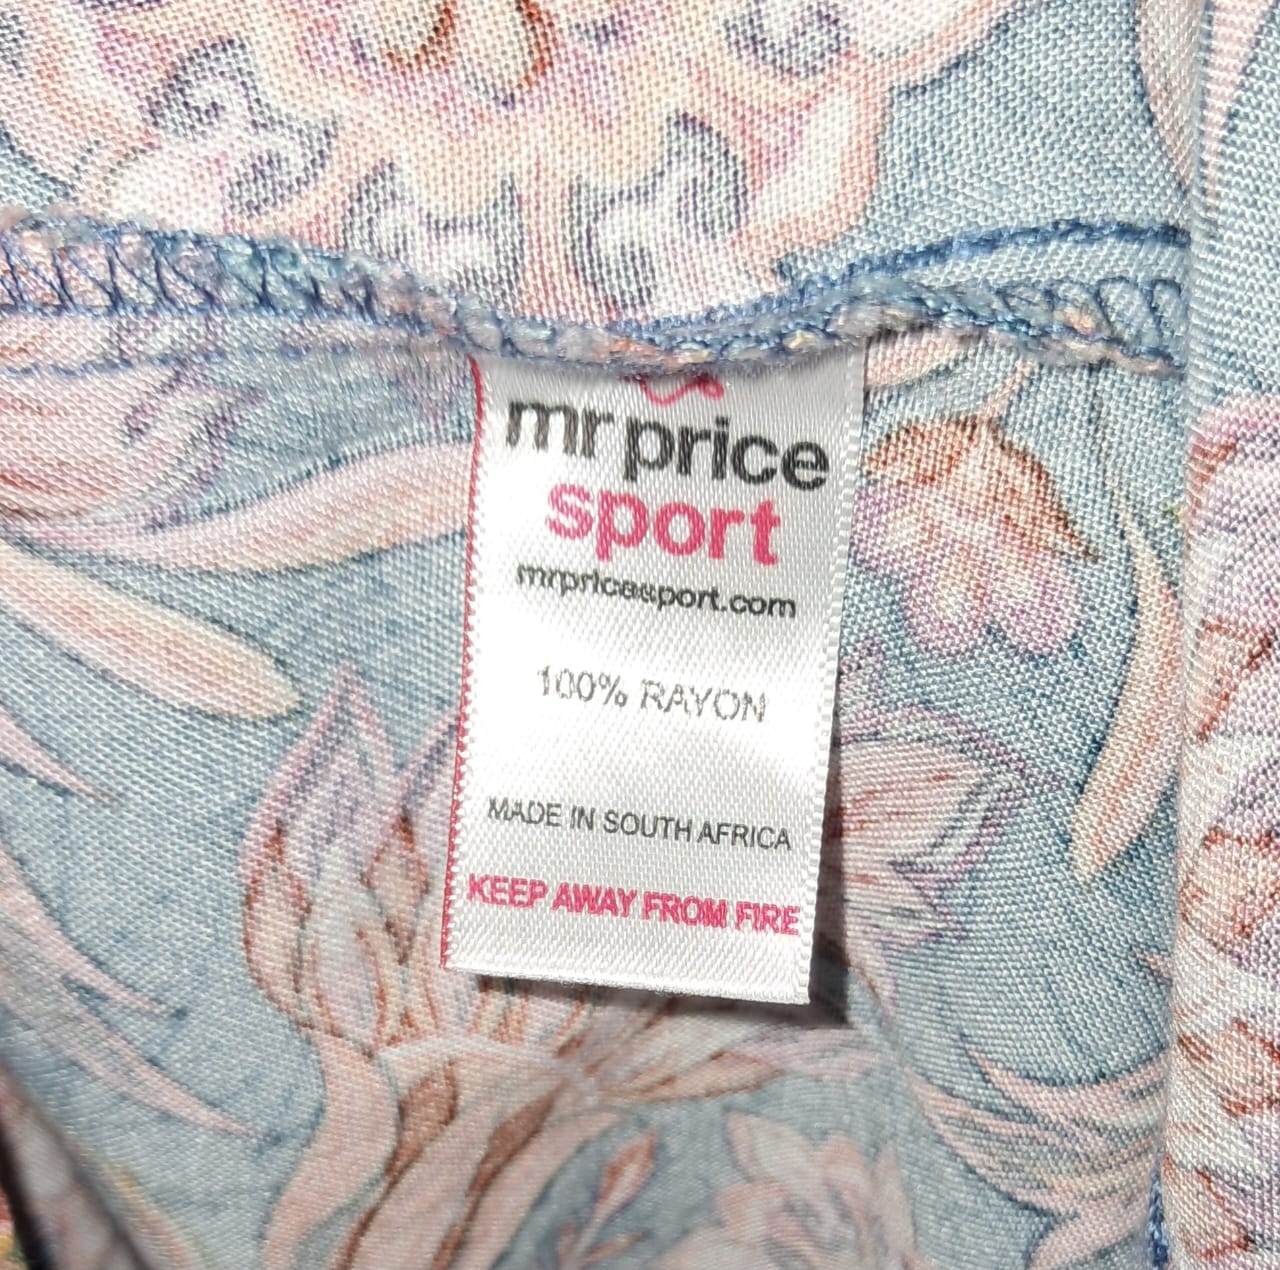 mr price
sport
mrpricesport.com
100% RAYON
MADE IN SOUTH AFRICA
KEEP AWAY FROM FIRE